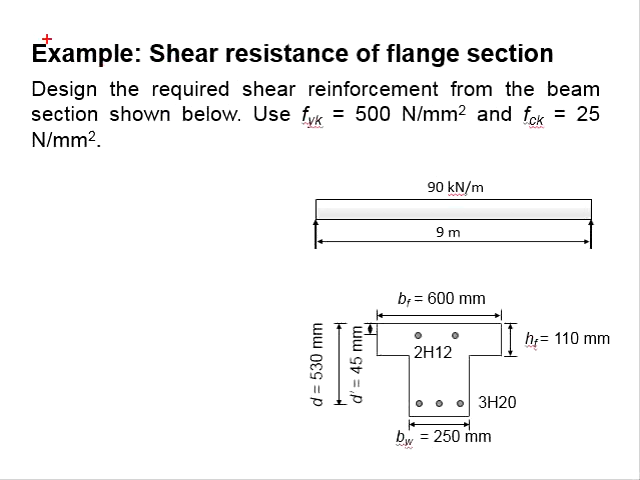 Example: Shear resistance of flange section
Design the required shear reinforcement from the beam
section shown below. Use fyk = 500 N/mm² and fck = 25
N/mm².
90 kN/m
9 m
bf = 600 mm
hf = 110 mm
d = 530 mm
d' = 45 mm
2H12
3H20
bw = 250 mm